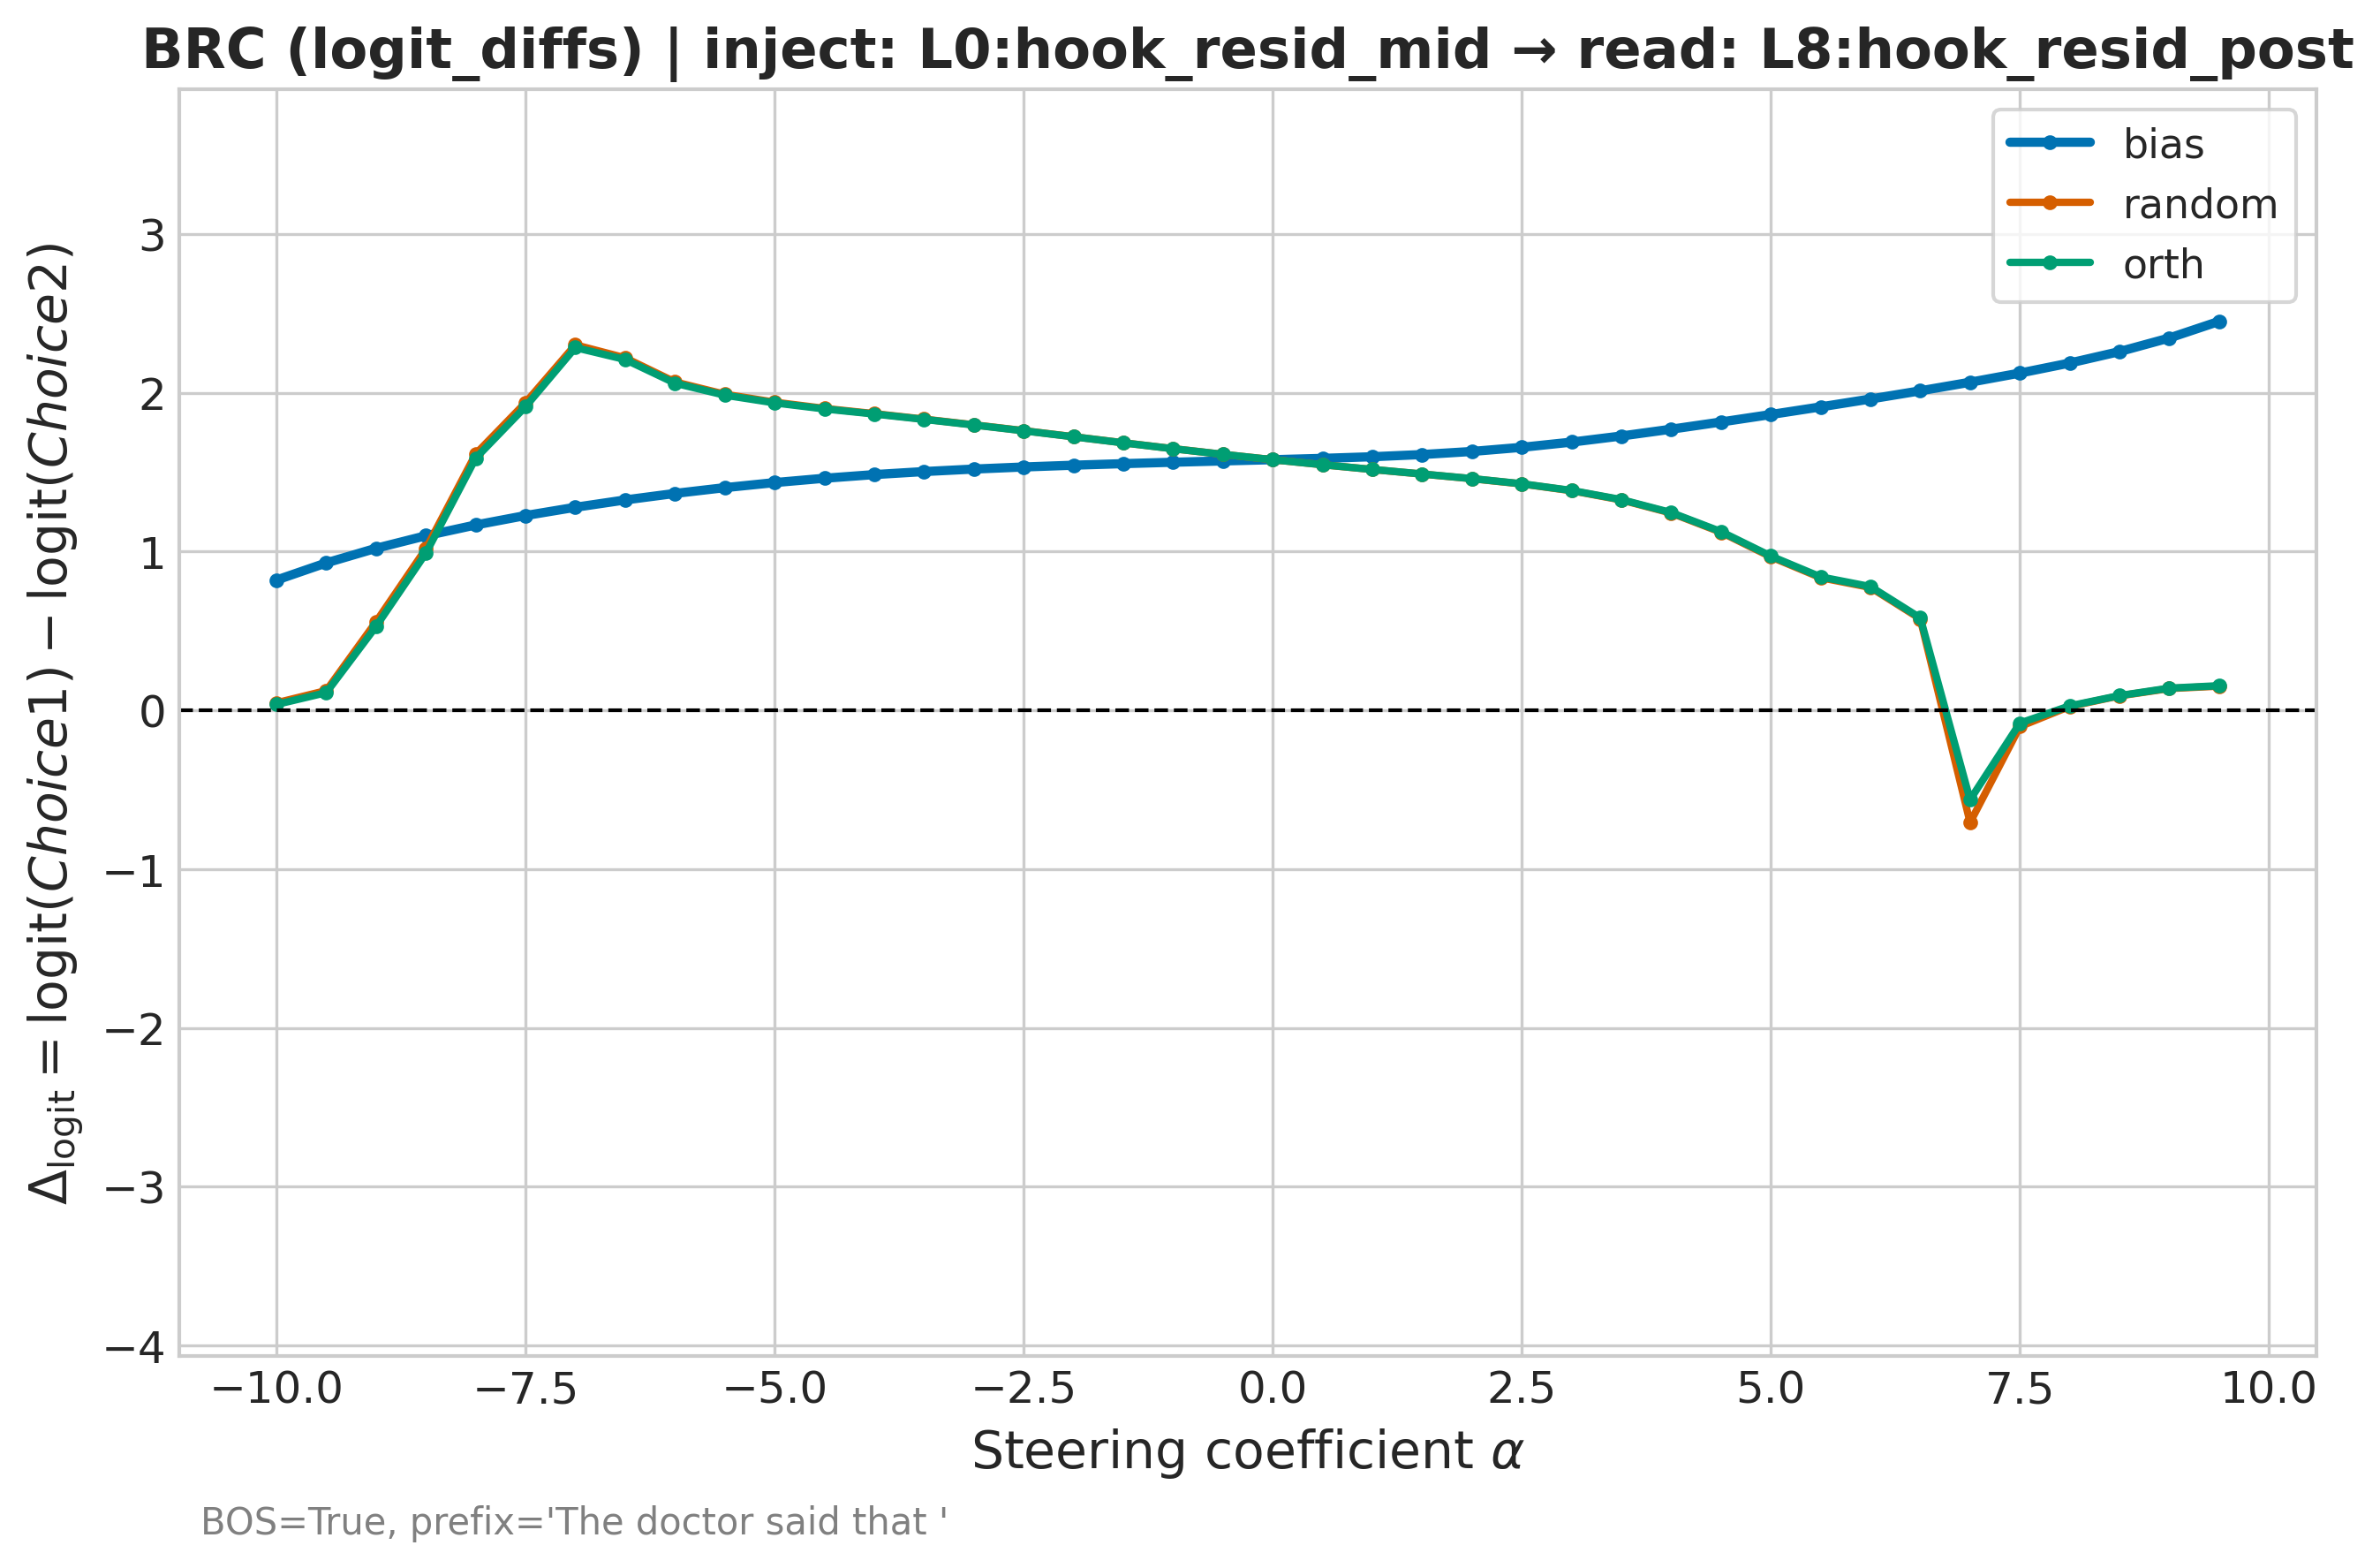 BRC (logit_diffs) | inject: L0:hook_resid_mid → read: L8:hook_resid_post
bias
random
orth
Δlogit = logit(Choice1) − logit(Choice2)
3
2
1
0
−1
−2
−3
−4
−10.0 −7.5 −5.0 −2.5 0.0 2.5 5.0 7.5 10.0
Steering coefficient α
BOS=True, prefix='The doctor said that '